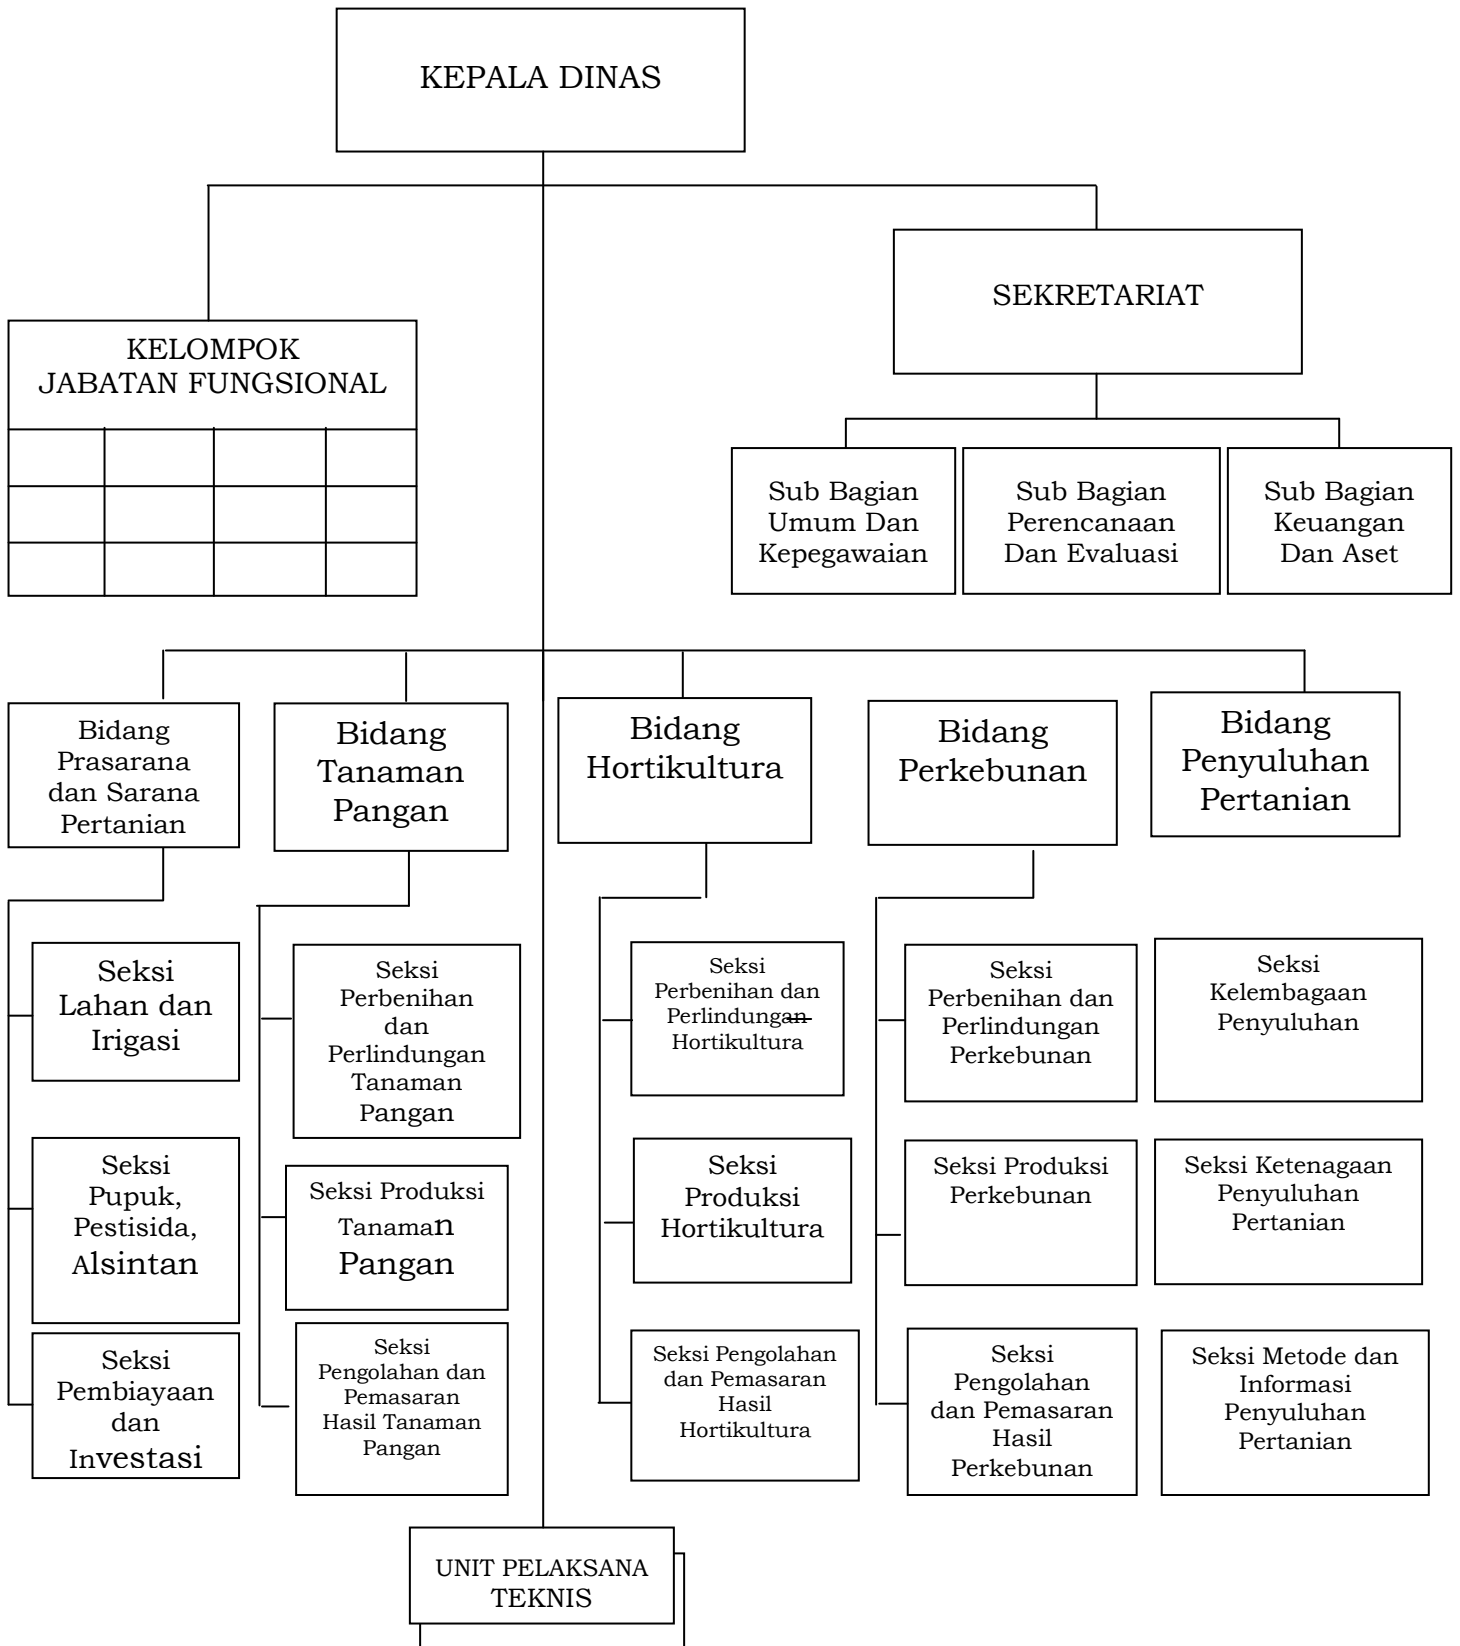 KEPALA DINAS
SEKRETARIAT
KELOMPOK
JABATAN FUNGSIONAL
Sub Bagian
Umum Dan
Kepegawaian
Sub Bagian
Perencanaan
Dan Evaluasi
Sub Bagian
Keuangan
Dan Aset
Bidang
Prasarana
dan Sarana
Pertanian
Bidang
Tanaman
Pangan
Bidang
Hortikultura
Bidang
Perkebunan
Bidang
Penyuluhan
Pertanian
Seksi
Lahan dan
Irigasi
Seksi
Perbenihan
dan
Perlindungan
Tanaman
Pangan
Seksi
Perbenihan dan
Perlindungan
Hortikultura
Seksi
Perbenihan dan
Perlindungan
Perkebunan
Seksi
Kelembagaan
Penyuluhan
Seksi
Pupuk,
Pestisida,
Alsintan
Seksi Produksi
Tanaman
Pangan
Seksi
Produksi
Hortikultura
Seksi Produksi
Perkebunan
Seksi Ketenagaan
Penyuluhan
Pertanian
Seksi
Pembiayaan
dan
Investasi
Seksi
Pengolahan dan
Pemasaran
Hasil Tanaman
Pangan
Seksi Pengolahan
dan Pemasaran
Hasil
Hortikultura
Seksi
Pengolahan
dan Pemasaran
Hasil
Perkebunan
Seksi Metode dan
Informasi
Penyuluhan
Pertanian
UNIT PELAKSANA
TEKNIS